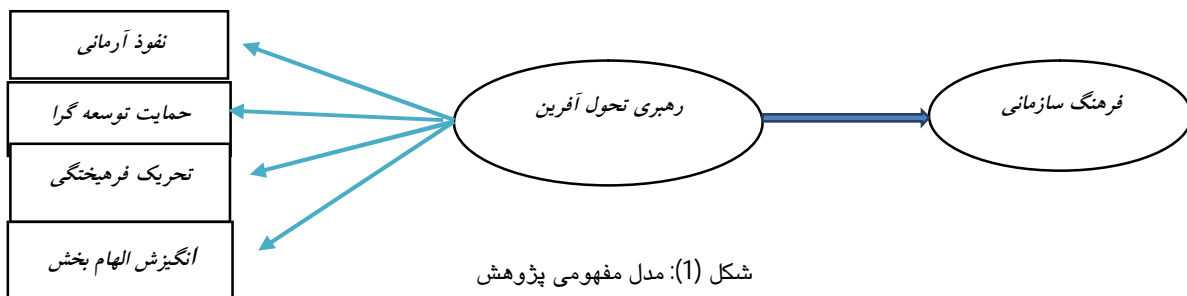 نفوذ آرمانی
حمایت توسعه گرا
تحریک فرهیختگی
انگیزش الهام بخش
رهبری تحول آفرین
فرهنگ سازمانی
شکل (1): مدل مفهومی پژوهش